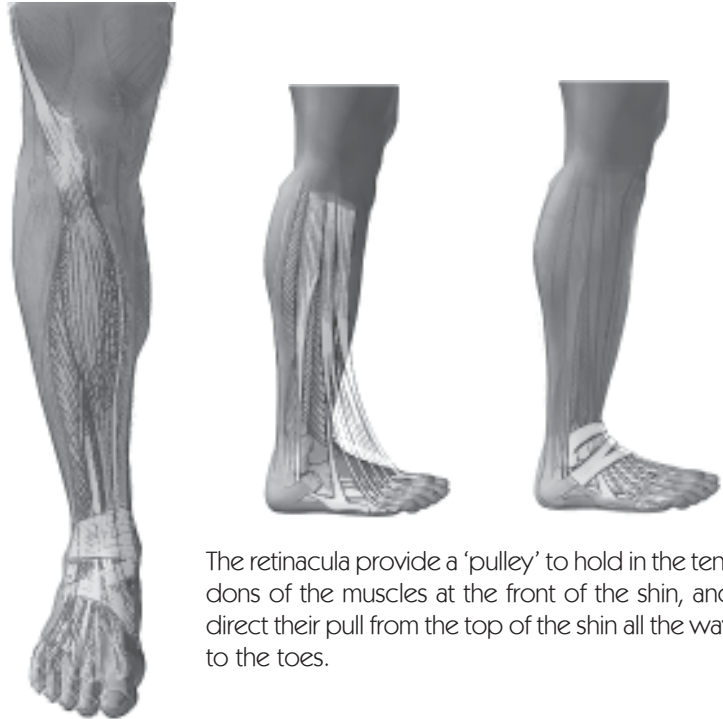 The retinacula provide a ‘pulley’ to hold in the ten
dons of the muscles at the front of the shin, and
direct their pull from the top of the shin all the way
to the toes.